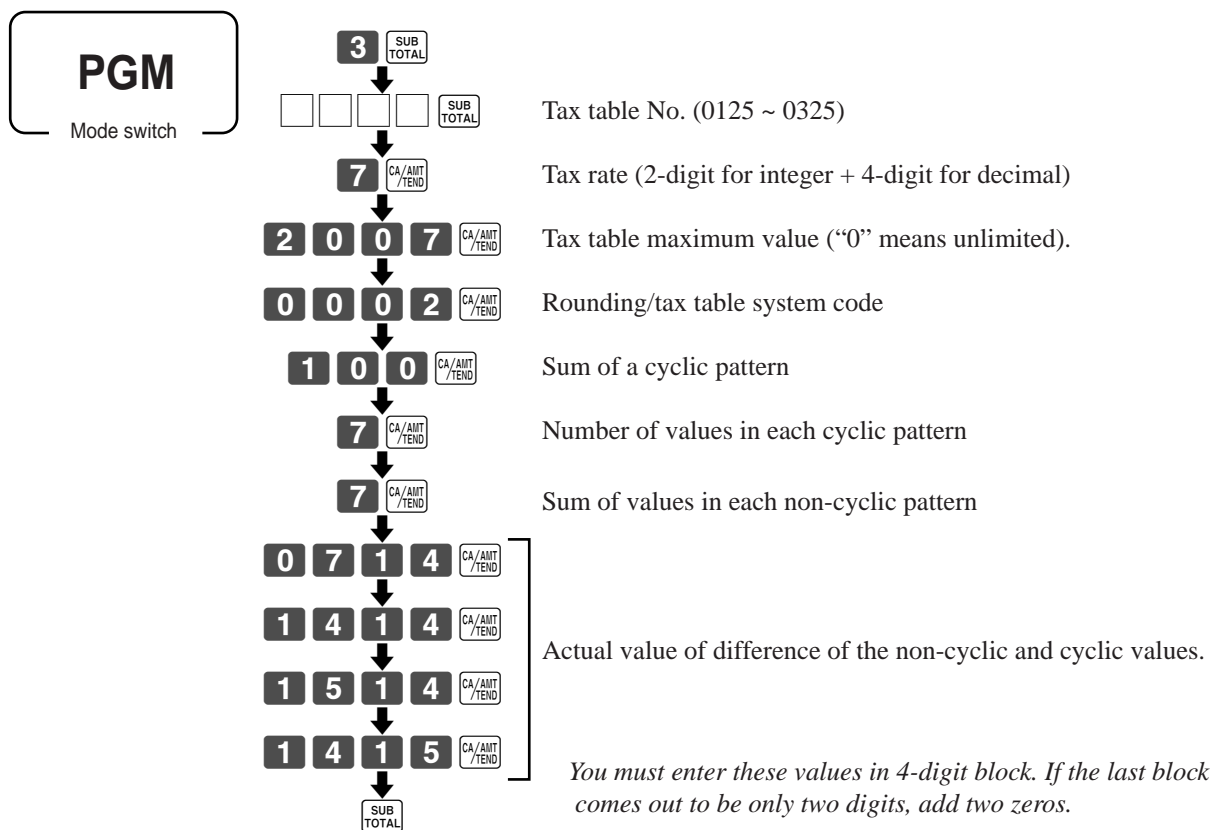 PGM
Mode switch
3 SUB TOTAL
SUB TOTAL Tax table No. (0125 ~ 0325)
7 CA/AMT /TEND Tax rate (2-digit for integer + 4-digit for decimal)
2 0 0 7 CA/AMT /TEND Tax table maximum value (“0” means unlimited).
0 0 0 2 CA/AMT /TEND Rounding/tax table system code
1 0 0 CA/AMT /TEND Sum of a cyclic pattern
7 CA/AMT /TEND Number of values in each cyclic pattern
7 CA/AMT /TEND Sum of values in each non-cyclic pattern
0 7 1 4 CA/AMT /TEND
1 4 1 4 CA/AMT /TEND
Actual value of difference of the non-cyclic and cyclic values.
1 5 1 4 CA/AMT /TEND
1 4 1 5 CA/AMT /TEND
You must enter these values in 4-digit block. If the last block
comes out to be only two digits, add two zeros.
SUB TOTAL